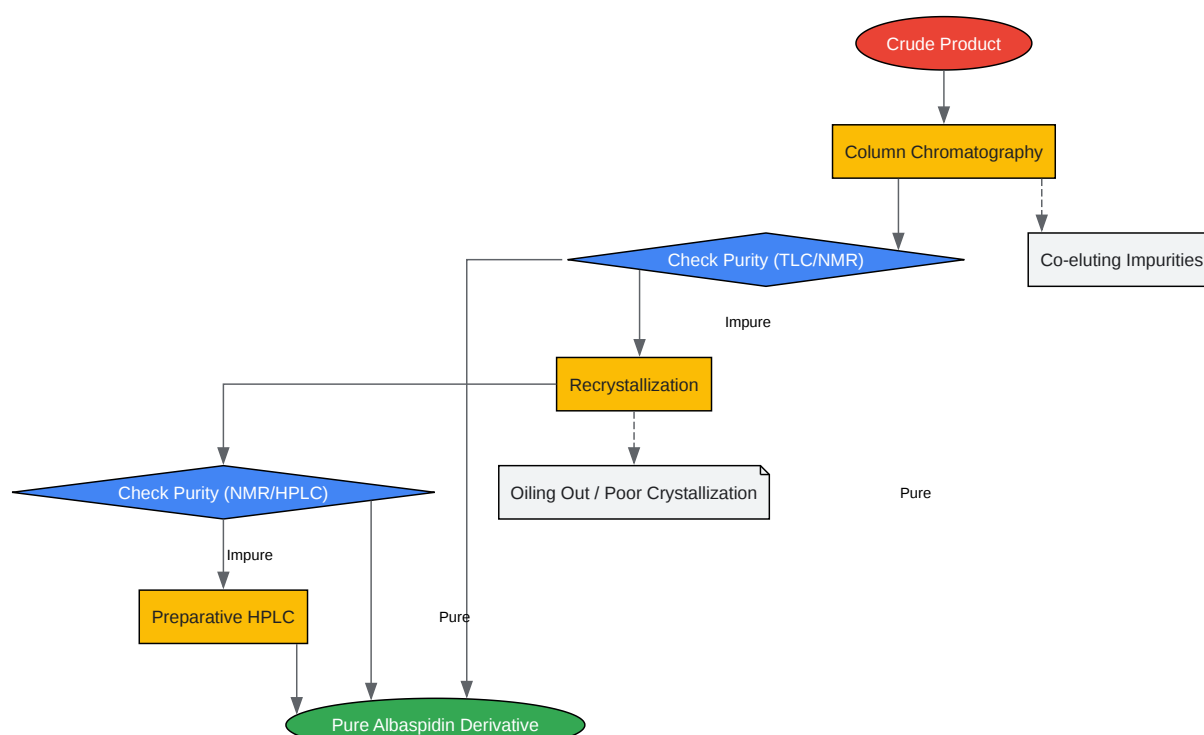 Crude Product
Column Chromatography
Check Purity (TLC/NMR)
Co-eluting Impurities
Impure
Recrystallization
Check Purity (NMR/HPLC)
Oiling Out / Poor Crystallization
Pure
Impure
Preparative HPLC
Pure
Pure Albaspidin Derivative